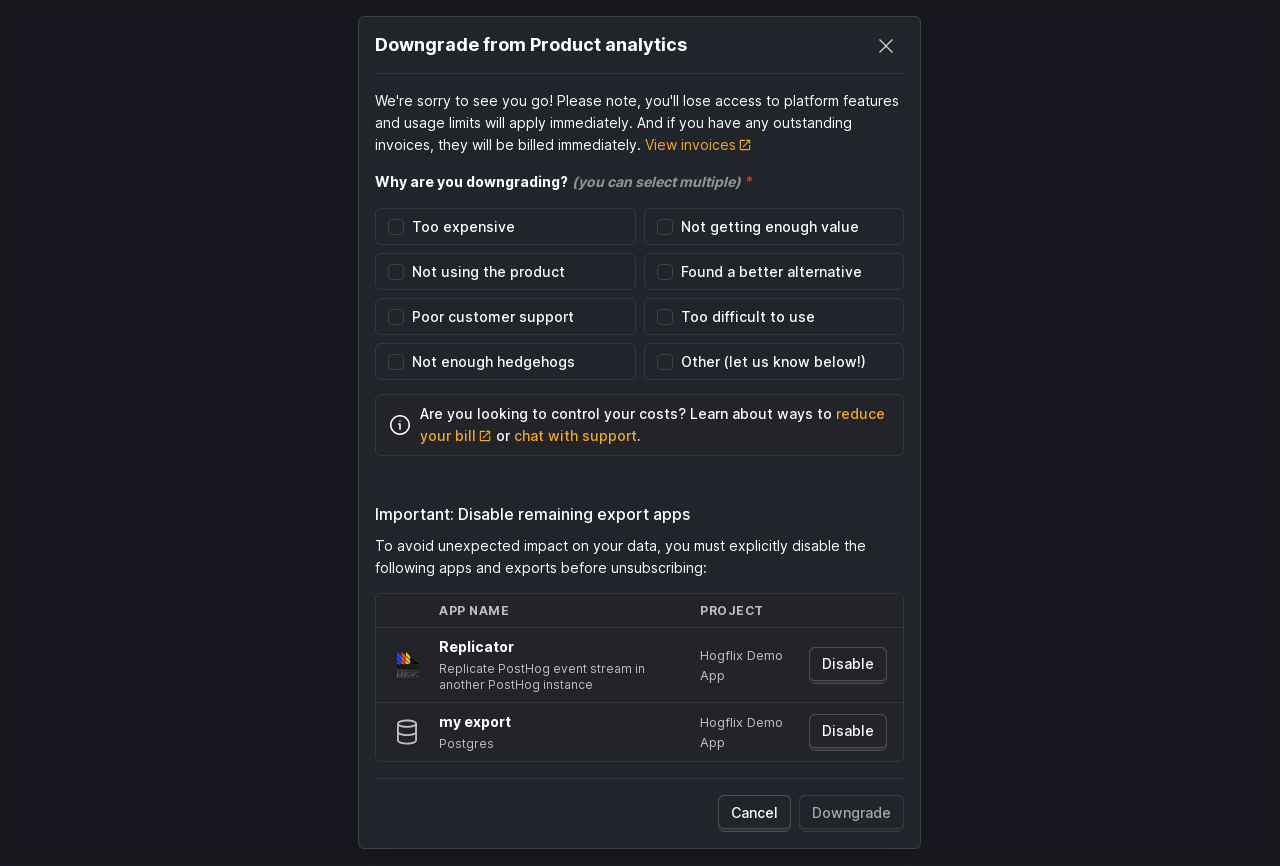 Downgrade from Product analytics
We're sorry to see you go! Please note, you'll lose access to platform features
and usage limits will apply immediately. And if you have any outstanding
invoices, they will be billed immediately. View invoices
Why are you downgrading? (you can select multiple) *
Too expensive
Not getting enough value
Not using the product
Found a better alternative
Poor customer support
Too difficult to use
Not enough hedgehogs
Other (let us know below!)
Are you looking to control your costs? Learn about ways to reduce
your bill or chat with support.
Important: Disable remaining export apps
To avoid unexpected impact on your data, you must explicitly disable the
following apps and exports before unsubscribing:
APP NAME PROJECT
Replicator
Replicate PostHog event stream in
another PostHog instance
Hogflix Demo
App
Disable
my export
Postgres
Hogflix Demo
App
Disable
Cancel
Downgrade